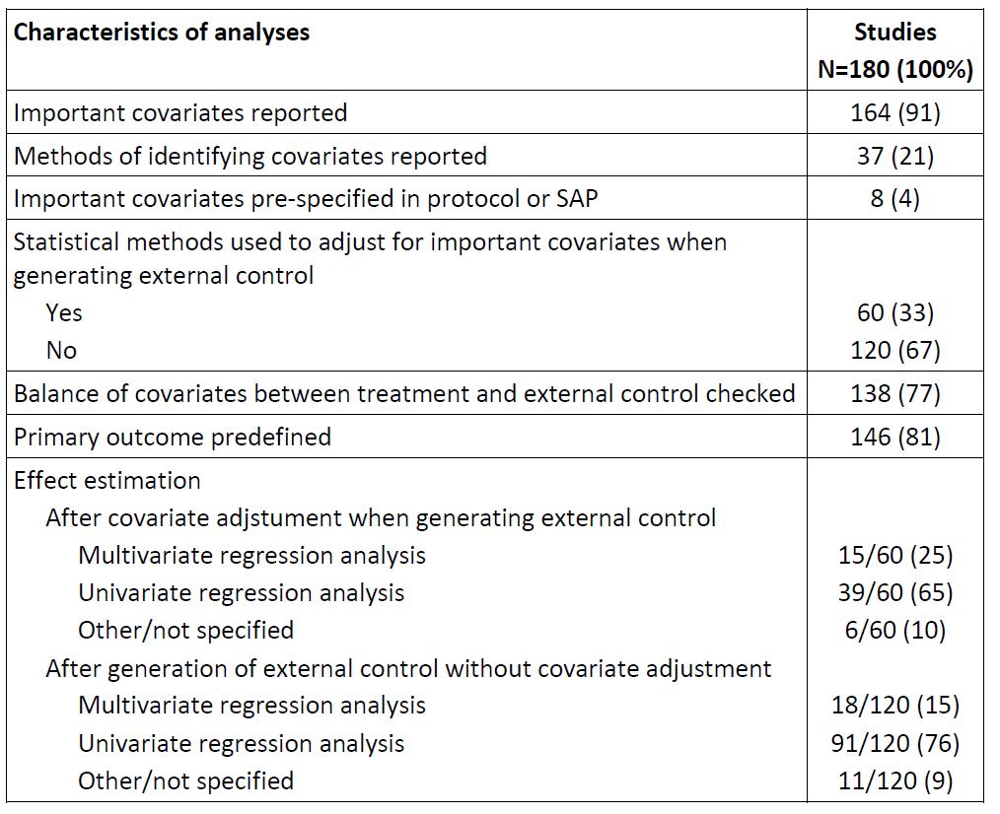 Characteristics of analyses Studies
N=180 (100%)
Important covariates reported 164 (91)
Methods of identifying covariates reported 37 (21)
Important covariates pre-specified in protocol or SAP 8 (4)
Statistical methods used to adjust for important covariates when
generating external control
Yes 60 (33)
No 120 (67)
Balance of covariates between treatment and external control checked 138 (77)
Primary outcome predefined 146 (81)
Effect estimation
After covariate adjstument when generating external control
Multivariate regression analysis 15/60 (25)
Univariate regression analysis 39/60 (65)
Other/not specified 6/60 (10)
After generation of external control without covariate adjustment
Multivariate regression analysis 18/120 (15)
Univariate regression analysis 91/120 (76)
Other/not specified 11/120 (9)